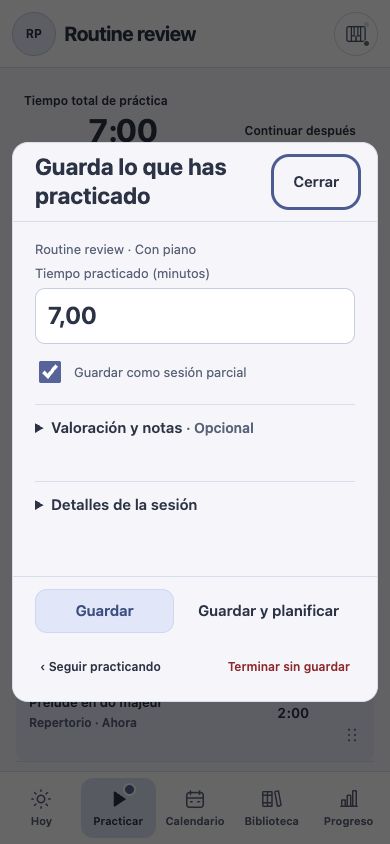 RP Routine review
Tiempo total de práctica
7:00
Continuar después
Guarda lo que has
practicado
Cerrar
Routine review · Con piano
Tiempo practicado (minutos)
7,00
Guardar como sesión parcial
▶ Valoración y notas · Opcional
▶ Detalles de la sesión
Guardar
Guardar y planificar
‹ Seguir practicando
Terminar sin guardar
Prélude en do majeur
Repertorio · Ahora
2:00
Hoy
Practicar
Calendario
Biblioteca
Progreso